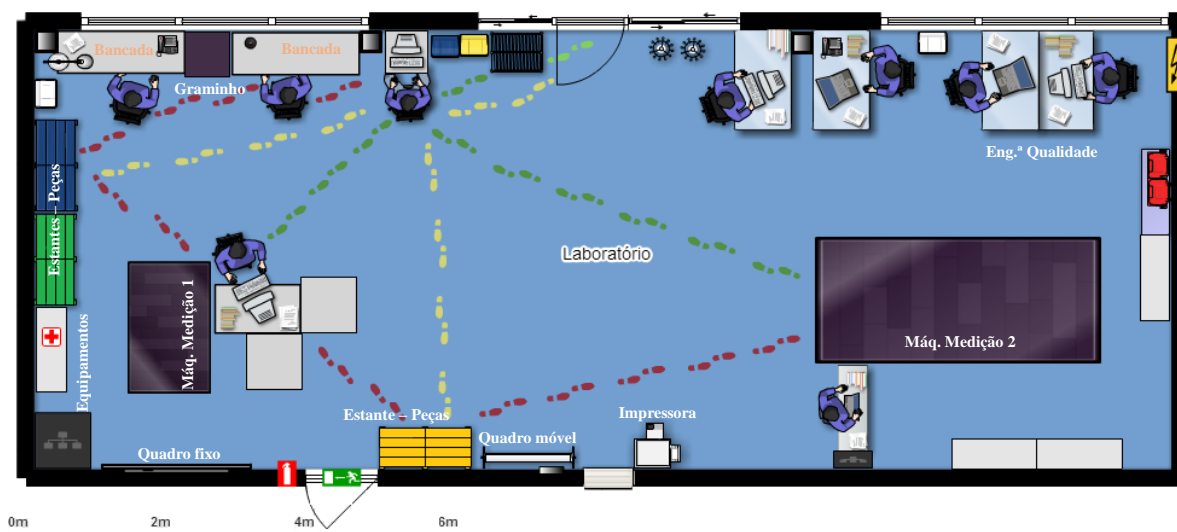 Bancada
Bancada
Graminho
Eng.ª Qualidade
Estantes – Peças
Laboratório
Máq. Medição 1
Máq. Medição 2
Equipamentos
Estante – Peças
Impressora
Quadro móvel
Quadro fixo
0m
2m
4m
6m